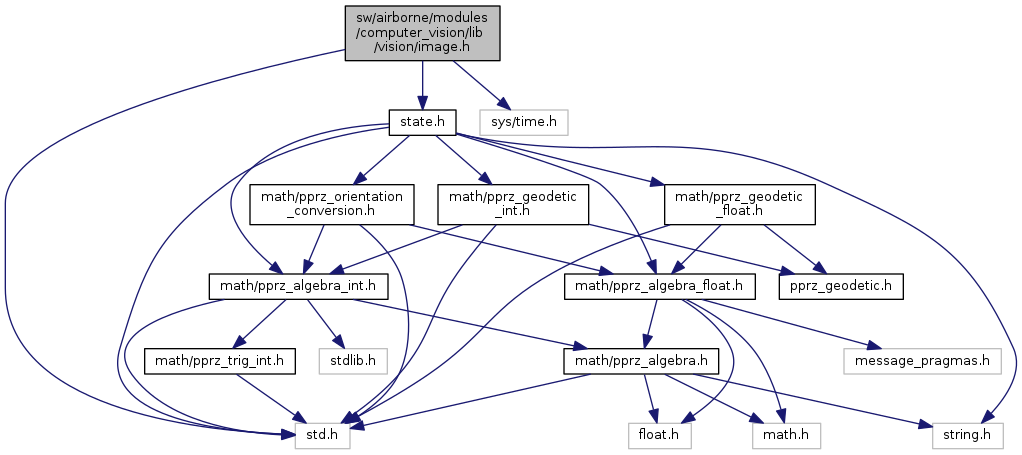 sw/airborne/modules
/computer_vision/lib
/vision/image.h
state.h
sys/time.h
math/pprz_orientation
_conversion.h
math/pprz_geodetic
_int.h
math/pprz_geodetic
_float.h
math/pprz_algebra_int.h
math/pprz_algebra_float.h
pprz_geodetic.h
math/pprz_trig_int.h
stdlib.h
math/pprz_algebra.h
message_pragmas.h
std.h
float.h
math.h
string.h